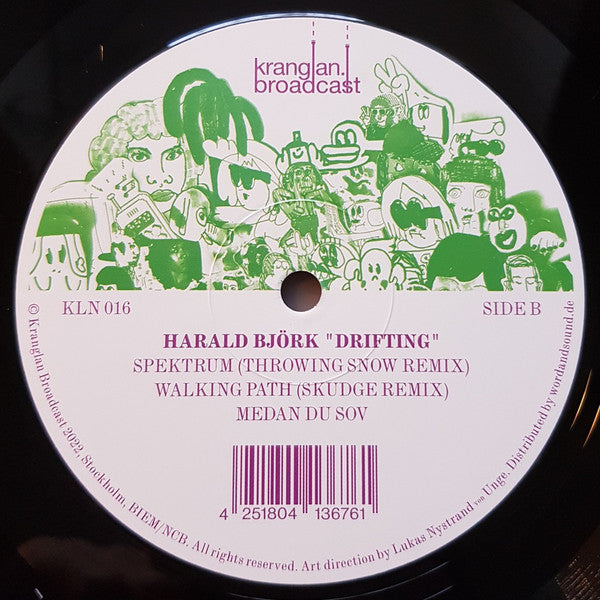 kranglan.
broadcast
KLN 016
SIDE B
HARALD BJÖRK "DRIFTING"
SPEKTRUM (THROWING SNOW REMIX)
WALKING PATH (SKUDGE REMIX)
MEDAN DU SOV
4 251804 136761
© Kranglan Broadcast 2022, Stockholm, BIEM/NCB. All rights reserved. Art direction by Lukas Nystrand von Unge. Distributed by wordandsound.de